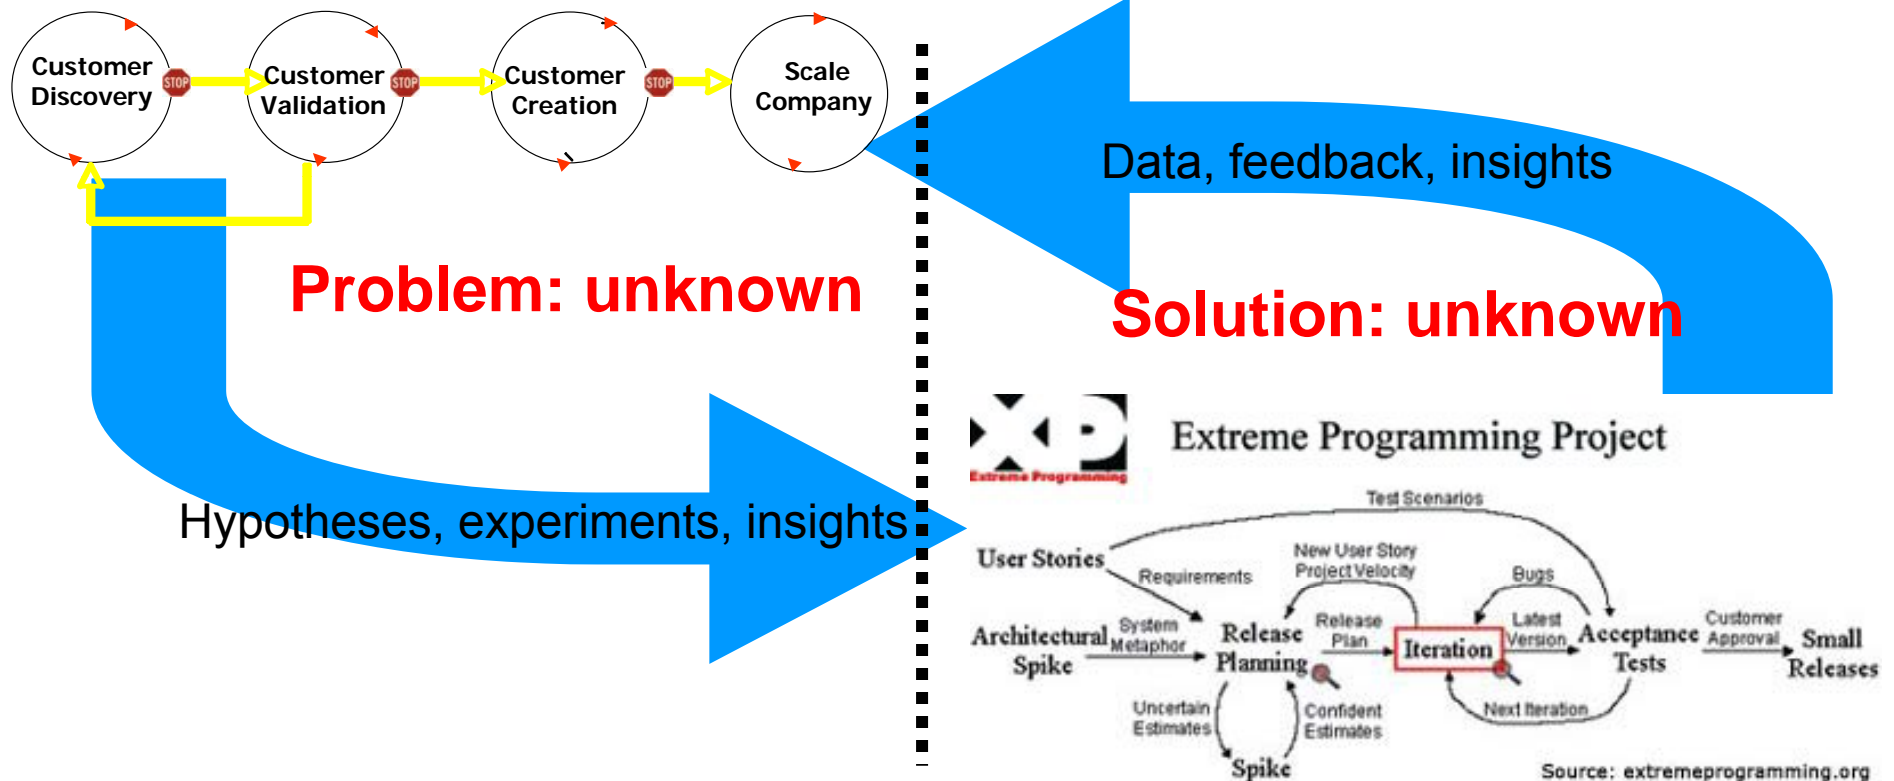 Customer
Discovery
STOP
Customer
Validation
STOP
Customer
Creation
STOP
Scale
Company
Data, feedback, insights
Problem: unknown
Solution: unknown
Hypotheses, experiments, insights
XP
Extreme Programming
Extreme Programming Project
Test Scenarios
User Stories
Requirements
New User Story
Project Velocity
Bugs
Architectural
Spike
System
Metaphor
Release
Planning
Release
Plan
Iteration
Latest
Version
Acceptance
Tests
Customer
Approval
Small
Releases
Uncertain
Estimates
Confident
Estimates
Next Iteration
Spike
Source: extremeprogramming.org